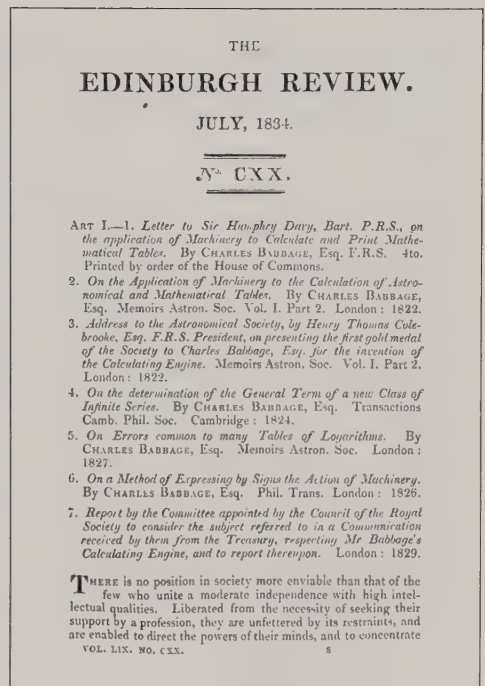 THE
EDINBURGH REVIEW.
JULY, 1834.
No. CXX.
ART I.—1. Letter to Sir Humphry Davy, Bart. P.R.S., on
the application of Machinery to Calculate and Print Mathe-
matical Tables. By CHARLES BABBAGE, Esq. F.R.S. 4to.
Printed by order of the House of Commons.
2. On the Application of Machinery to the Calculation of Astro-
nomical and Mathematical Tables. By CHARLES BABBAGE,
Esq. Memoirs Astron. Soc. Vol. I. Part 2. London : 1822.
3. Address to the Astronomical Society, by Henry Thomas Cole-
brooke, Esq. F.R.S. President, on presenting the first gold medal
of the Society to Charles Babbage, Esq. for the invention of
the Calculating Engine. Memoirs Astron. Soc. Vol. I. Part 2.
London : 1822.
4. On the determination of the General Term of a new Class of
Infinite Series. By CHARLES BABBAGE, Esq. Transactions
Camb. Phil. Soc. Cambridge : 1824.
5. On Errors common to many Tables of Logarithms. By
CHARLES BABBAGE, Esq. Memoirs Astron. Soc. London :
1827.
6. On a Method of Expressing by Signs the Action of Machinery.
By CHARLES BABBAGE, Esq. Phil. Trans. London : 1826.
7. Report by the Committee appointed by the Council of the Royal
Society to consider the subject referred to in a Communication
received by them from the Treasury, respecting Mr Babbage's
Calculating Engine, and to report thereupon. London : 1829.
THERE is no position in society more enviable than that of the
few who unite a moderate independence with high intel-
lectual qualities. Liberated from the necessity of seeking their
support by a profession, they are unfettered by its restraints, and
are enabled to direct the powers of their minds, and to concentrate
VOL. LIX. NO. CXX. S